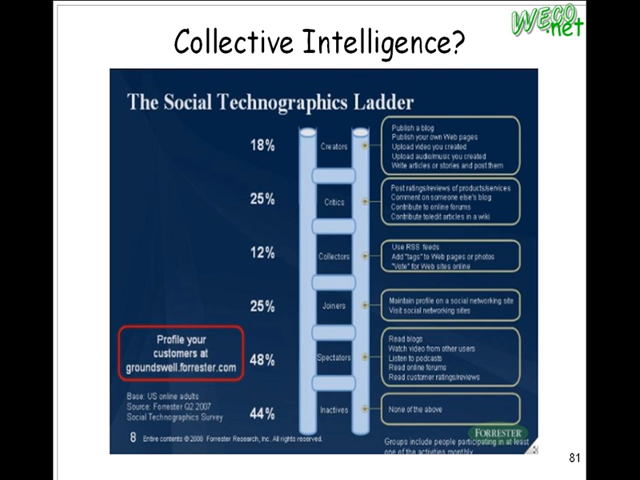 WECO
.net
Collective Intelligence?
The Social Technographics Ladder
18%
Creators
Publish a blog
Publish your own Web pages
Upload video you created
Upload audio/music you created
Write articles or stories and post them
25%
Critics
Post ratings/reviews of products/services
Comment on someone else's blog
Contribute to online forums
Contribute to/edit articles in a wiki
12%
Collectors
Use RSS feeds
Add "tags" to Web pages or photos
"Vote" for Web sites online
25%
Joiners
Maintain profile on a social networking site
Visit social networking sites
48%
Spectators
Read blogs
Watch video from other users
Listen to podcasts
Read online forums
Read customer ratings/reviews
44%
Inactives
None of the above
Profile your
customers at
groundswell.forrester.com
Base: US online adults
Source: Forrester Q2 2007
Social Technographics Survey
8 Entire contents © 2008 Forrester Research, Inc. All rights reserved.
FORRESTER
Groups include people participating in at least
one of the activities monthly.
81